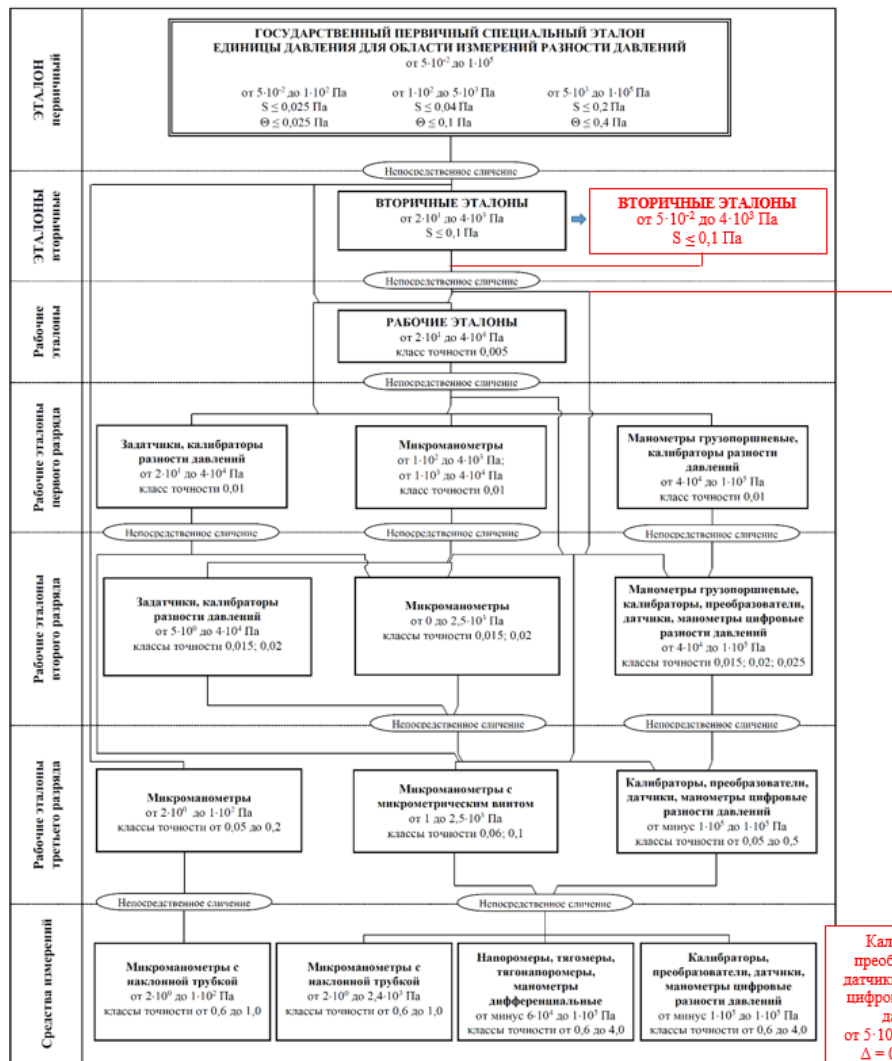 ЭТАЛОН
первичный
ГОСУДАРСТВЕННЫЙ ПЕРВИЧНЫЙ СПЕЦИАЛЬНЫЙ ЭТАЛОН
ЕДИНИЦЫ ДАВЛЕНИЯ ДЛЯ ОБЛАСТИ ИЗМЕРЕНИЙ РАЗНОСТИ ДАВЛЕНИЙ
от 5·10⁻² до 1·10⁵
от 5·10⁻² до 1·10² Па
S ≤ 0,025 Па
Θ ≤ 0,025 Па
от 1·10² до 5·10³ Па
S ≤ 0,04 Па
Θ ≤ 0,1 Па
от 5·10³ до 1·10⁵ Па
S ≤ 0,2 Па
Θ ≤ 0,4 Па
Непосредственное сличение
ЭТАЛОНЫ
вторичные
ВТОРИЧНЫЕ ЭТАЛОНЫ
от 2·10¹ до 4·10³ Па
S ≤ 0,1 Па
ВТОРИЧНЫЕ ЭТАЛОНЫ
от 5·10⁻² до 4·10³ Па
S ≤ 0,1 Па
Непосредственное сличение
Рабочие
эталоны
РАБОЧИЕ ЭТАЛОНЫ
от 2·10¹ до 4·10⁴ Па
класс точности 0,005
Непосредственное сличение
Рабочие эталоны
первого разряда
Задатчики, калибраторы
разности давлений
от 2·10¹ до 4·10⁴ Па
класс точности 0,01
Микроманометры
от 1·10² до 4·10³ Па;
от 1·10³ до 4·10⁴ Па
класс точности 0,01
Манометры грузопоршневые,
калибраторы разности
давлений
от 4·10⁴ до 1·10⁵ Па
класс точности 0,01
Непосредственное сличение
Непосредственное сличение
Непосредственное сличение
Рабочие эталоны
второго разряда
Задатчики, калибраторы
разности давлений
от 5·10⁰ до 4·10⁴ Па
классы точности 0,015; 0,02
Микроманометры
от 0 до 2,5·10³ Па
классы точности 0,015; 0,02
Манометры грузопоршневые,
калибраторы, преобразователи,
датчики, манометры цифровые
разности давлений
от 4·10⁴ до 1·10⁵ Па
классы точности 0,015; 0,02; 0,025
Непосредственное сличение
Непосредственное сличение
Рабочие эталоны
третьего разряда
Микроманометры
от 2·10⁰ до 1·10² Па
классы точности от 0,05 до 0,2
Микроманометры с
микрометрическим винтом
от 1 до 2,5·10³ Па
классы точности 0,06; 0,1
Калибраторы, преобразователи,
датчики, манометры цифровые
разности давлений
от минус 1·10⁵ до 1·10⁵ Па
классы точности от 0,05 до 0,5
Непосредственное сличение
Непосредственное сличение
Средства измерений
Микроманометры с
наклонной трубкой
от 2·10⁰ до 1·10² Па
классы точности от 0,6 до 1,0
Микроманометры с
наклонной трубкой
от 2·10⁰ до 2,4·10³ Па
классы точности от 0,6 до 1,0
Напоромеры, тягомеры,
тягонапоромеры,
манометры
дифференциальные
от минус 6·10⁴ до 1·10⁵ Па
классы точности от 0,6 до 4,0
Калибраторы,
преобразователи, датчики,
манометры цифровые
разности давлений
от минус 1·10⁵ до 1·10⁵ Па
классы точности от 0,6 до 4,0
Кал
преоб
датчик
цифро
да
от 5·10
Δ = 0